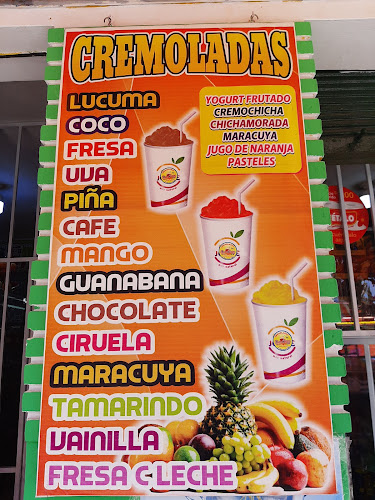 CREMOLADAS
LUCUMA
COCO
FRESA
UVA
PIÑA
CAFE
MANGO
GUANABANA
CHOCOLATE
CIRUELA
MARACUYA
TAMARINDO
VAINILLA
FRESA C LECHE
YOGURT FRUTADO
CREMOCHICHA
CHICHAMORADA
MARACUYA
JUGO DE NARANJA
PASTELES